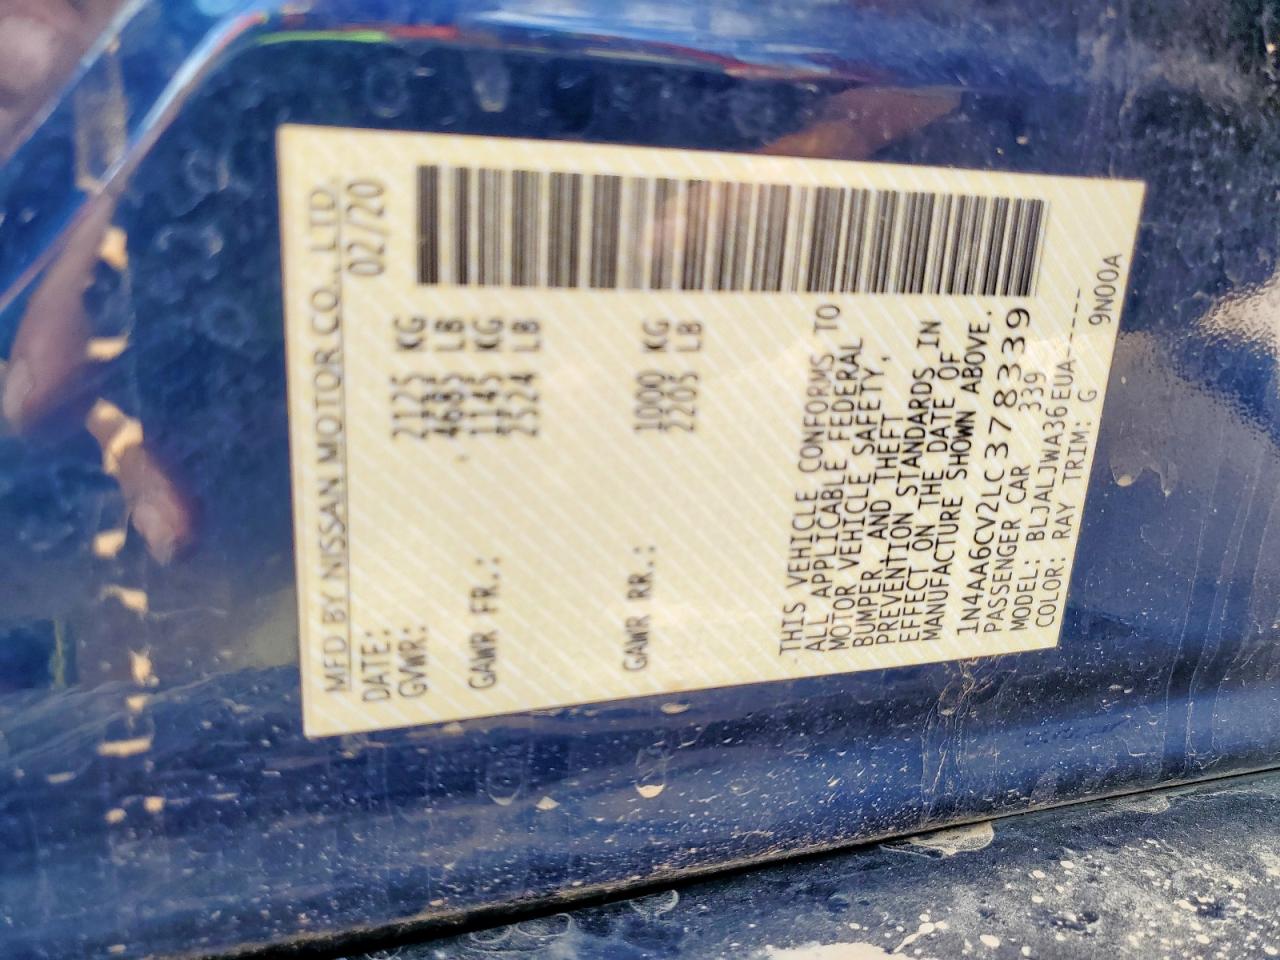 MFD BY NISSAN MOTOR CO., LTD.
DATE: 02/20
GVWR: 2125 KG
4685 LB
GAWR FR.: 1145 KG
2524 LB
GAWR RR.: 1000 KG
2205 LB
THIS VEHICLE CONFORMS TO
ALL APPLICABLE FEDERAL
MOTOR VEHICLE SAFETY,
BUMPER, AND THEFT
PREVENTION STANDARDS IN
EFFECT ON THE DATE OF
MANUFACTURE SHOWN ABOVE.
1N4AA6CV2LC378339
PASSENGER CAR 339
MODEL: BLJALJWA36EUA-----
COLOR: RAY TRIM: G 9N00A